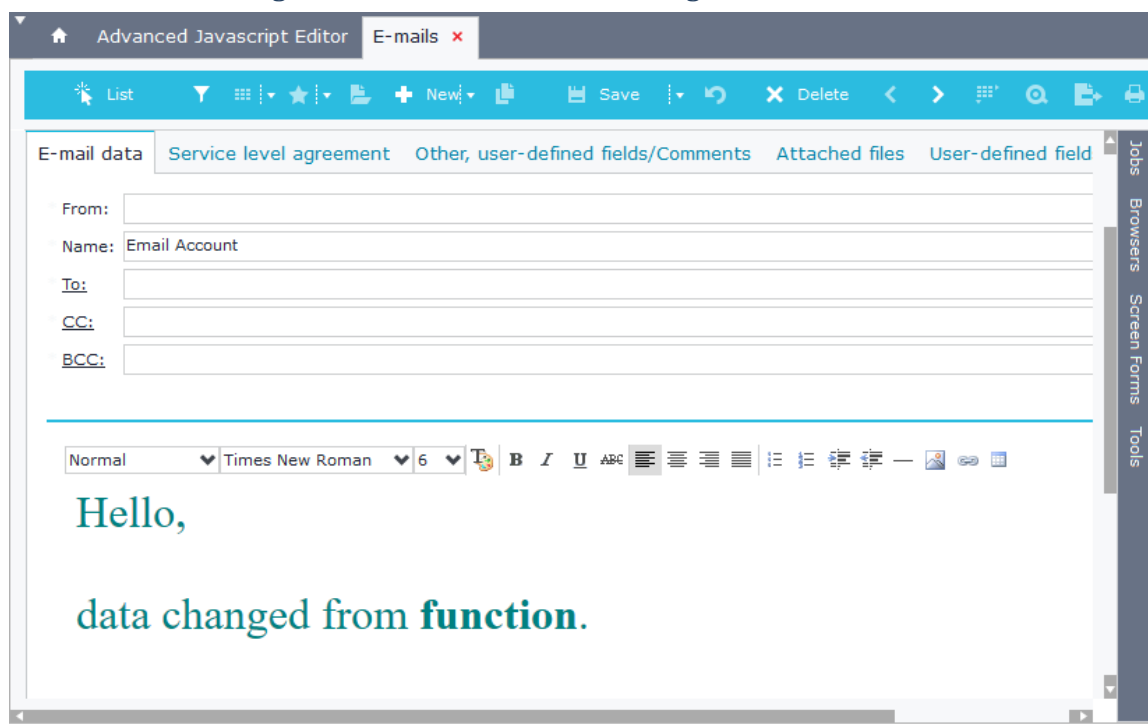 Advanced Javascript Editor E-mails
List New Save Delete
E-mail data Service level agreement Other, user-defined fields/Comments Attached files User-defined field
From:
Name: Email Account
To:
CC:
BCC:
Normal Times New Roman 6 B I U ABC
Hello,
data changed from function.
Jobs
Browsers
Screen Forms
Tools